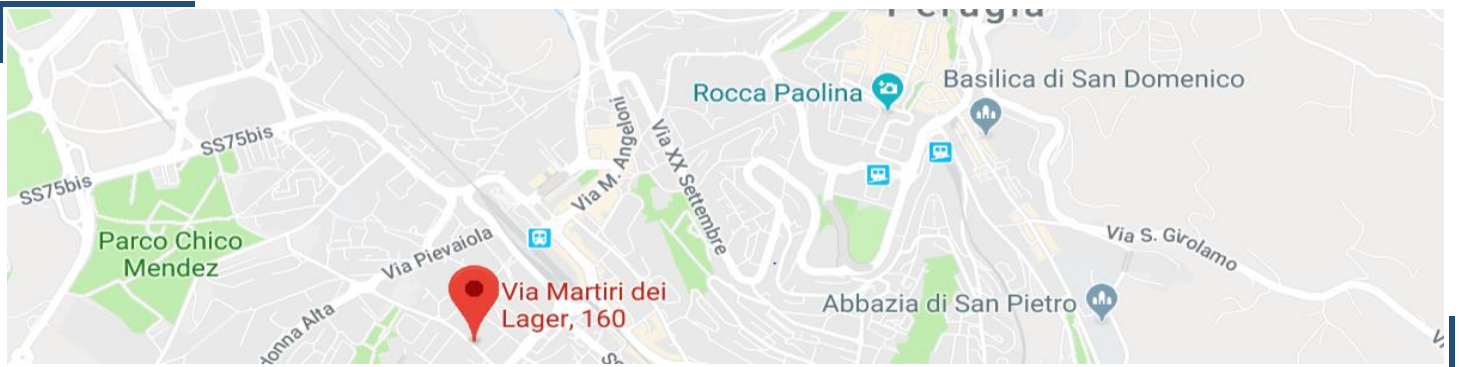 Perugia
Rocca Paolina
Basilica di San Domenico
SS75bis
SS75bis
Via M. Angeloni
Via XX Settembre
Parco Chico
Mendez
Via Pievaiola
Via S. Girolamo
Via Martiri dei
Lager, 160
Abbazia di San Pietro